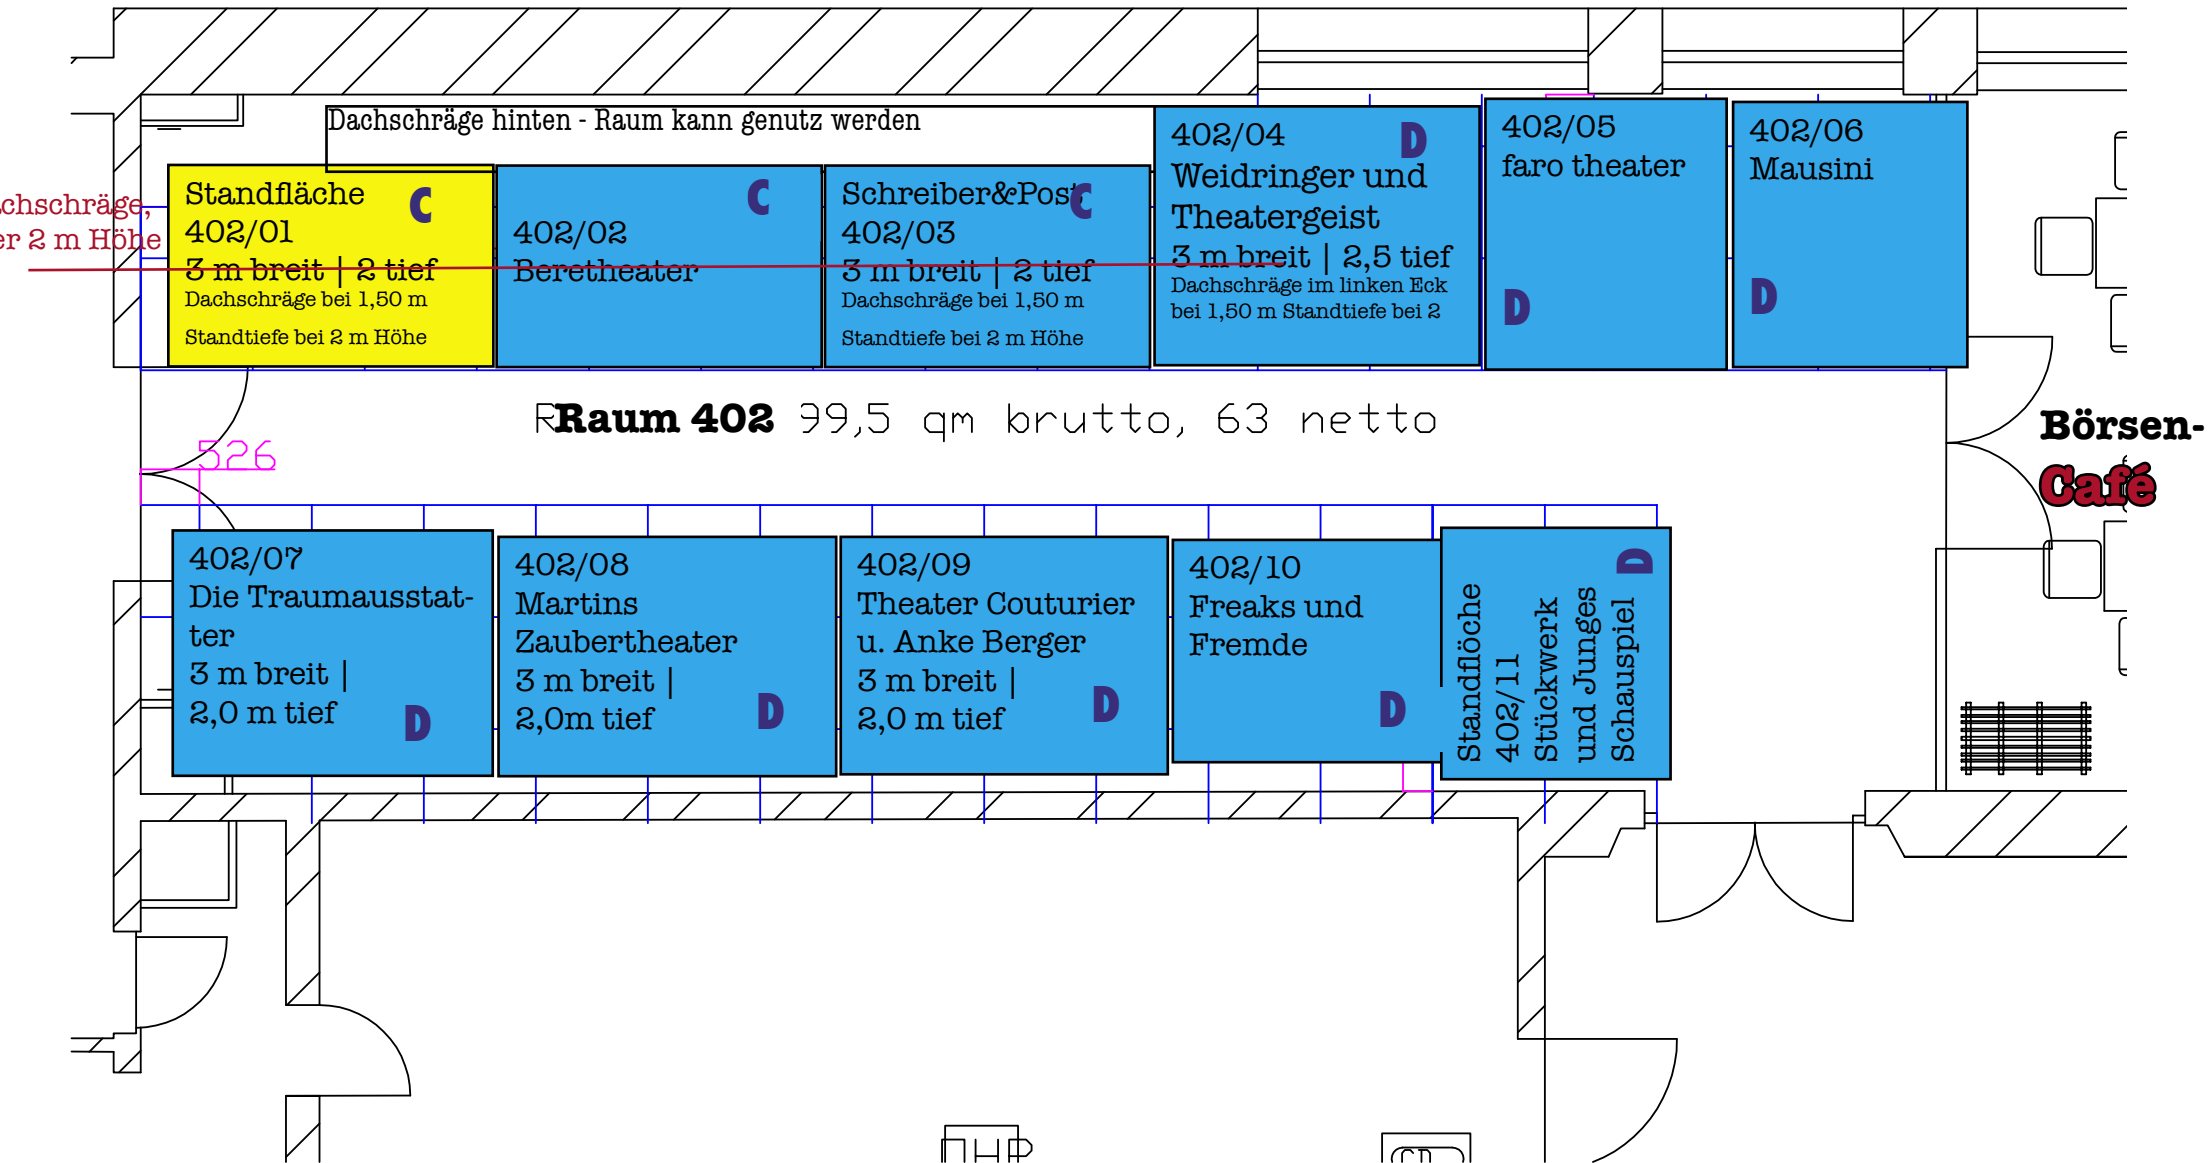 Dachschräge hinten - Raum kann genutz werden
chschräge,
er 2 m Höhe
Standfläche
402/01
3 m breit | 2 tief
Dachschräge bei 1,50 m
Standtiefe bei 2 m Höhe
C
402/02
Beretheater
C
Schreiber&Post
402/03
3 m breit | 2 tief
Dachschräge bei 1,50 m
Standtiefe bei 2 m Höhe
C
402/04
Weidringer und
Theatergeist
3 m breit | 2,5 tief
Dachschräge im linken Eck
bei 1,50 m Standtiefe bei 2
D
402/05
faro theater
D
402/06
Mausini
D
Raum 402 99,5 qm brutto, 63 netto
526
Börsen-
Café
402/07
Die Traumausstat-
ter
3 m breit |
2,0 m tief
D
402/08
Martins
Zaubertheater
3 m breit |
2,0m tief
D
402/09
Theater Couturier
u. Anke Berger
3 m breit |
2,0 m tief
D
402/10
Freaks und
Fremde
D
Standflöche
402/11
Stückwerk
und Junges
Schauspiel
D